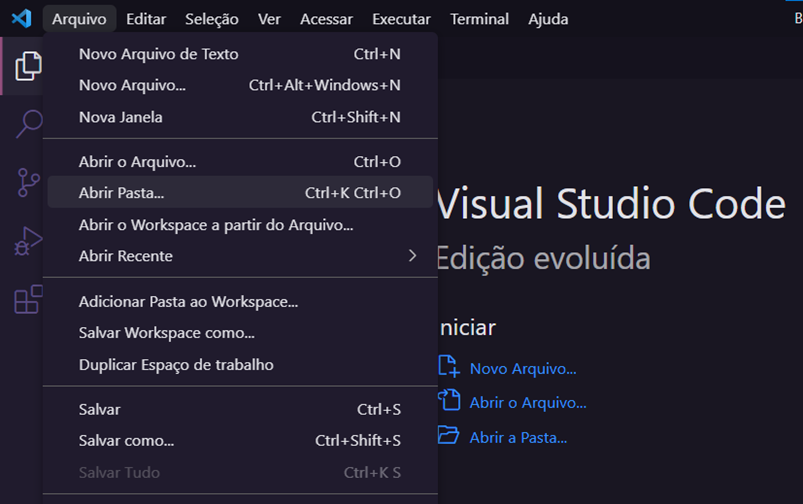 Arquivo Editar Seleção Ver Acessar Executar Terminal Ajuda
Novo Arquivo de Texto Ctrl+N
Novo Arquivo... Ctrl+Alt+Windows+N
Nova Janela Ctrl+Shift+N
Abrir o Arquivo... Ctrl+O
Abrir Pasta... Ctrl+K Ctrl+O
Abrir o Workspace a partir do Arquivo...
Abrir Recente
Adicionar Pasta ao Workspace...
Salvar Workspace como...
Duplicar Espaço de trabalho
Salvar Ctrl+S
Salvar como... Ctrl+Shift+S
Salvar Tudo Ctrl+K S
Visual Studio Code
Edição evoluída
Iniciar
Novo Arquivo...
Abrir o Arquivo...
Abrir a Pasta...